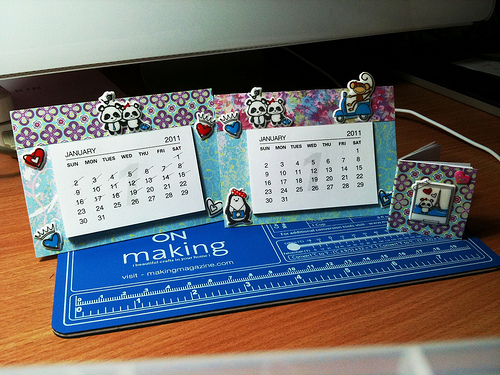 JANUARY 2011
SUN MON TUES WED THU FRI SAT
1
2 3 4 5 6 7 8
9 10 11 12 13 14 15
16 17 18 19 20 21 22
23 24 25 26 27 28 29
30 31
JANUARY 2011
SUN MON TUES WED THU FRI SAT
1
2 3 4 5 6 7 8
9 10 11 12 13 14 15
16 17 18 19 20 21 22
23 24 25 26 27 28 29
30 31
ON
making
visit - makingmagazine.com